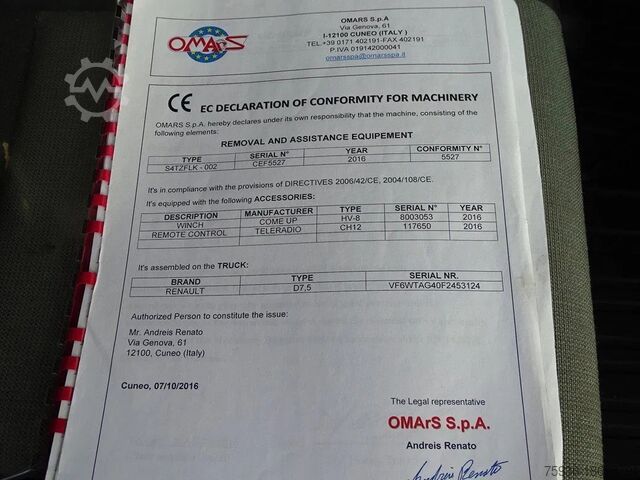 OMARS
OMARS S.p.A
Via Genova, 61
I-12100 CUNEO (ITALY )
TEL.+39 0171 402191-FAX 402191
P.IVA 019142000041
omarsspa@omarsspa.it
CE EC DECLARATION OF CONFORMITY FOR MACHINERY
OMARS S.p.A. hereby declares under its own responsibility that the machine, consisting of the
following elements:
REMOVAL AND ASSISTANCE EQUIPEMENT
TYPE SERIAL N° YEAR CONFORMITY N°
S4TZFLK - 002 CEF5527 2016 5527
It's in compliance with the provisions of DIRECTIVES 2006/42/CE, 2004/108/CE.
It's equipped with the following ACCESSORIES:
DESCRIPTION MANUFACTURER TYPE SERIAL N° YEAR
WINCH COME UP HV-8 8003053 2016
REMOTE CONTROL TELERADIO CH12 117650 2016
It's assembled on the TRUCK:
BRAND TYPE SERIAL NR.
RENAULT D7,5 VF6WTAG40F2453124
Authorized Person to constitute the issue:
Mr. Andreis Renato
Via Genova, 61
12100, Cuneo (Italy)
Cuneo, 07/10/2016
The Legal representative
OMArS S.p.A.
Andreis Renato
Andreis Renato